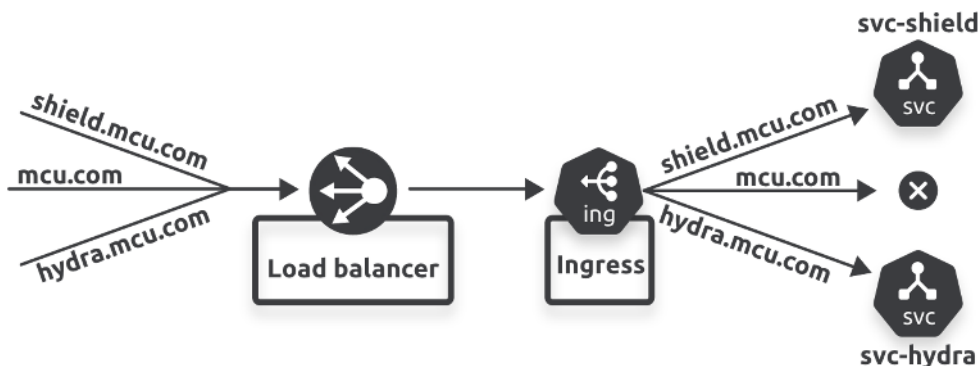 shield.mcu.com
mcu.com
hydra.mcu.com
Load balancer
ing
Ingress
shield.mcu.com
mcu.com
hydra.mcu.com
svc-shield
svc
svc
svc-hydra